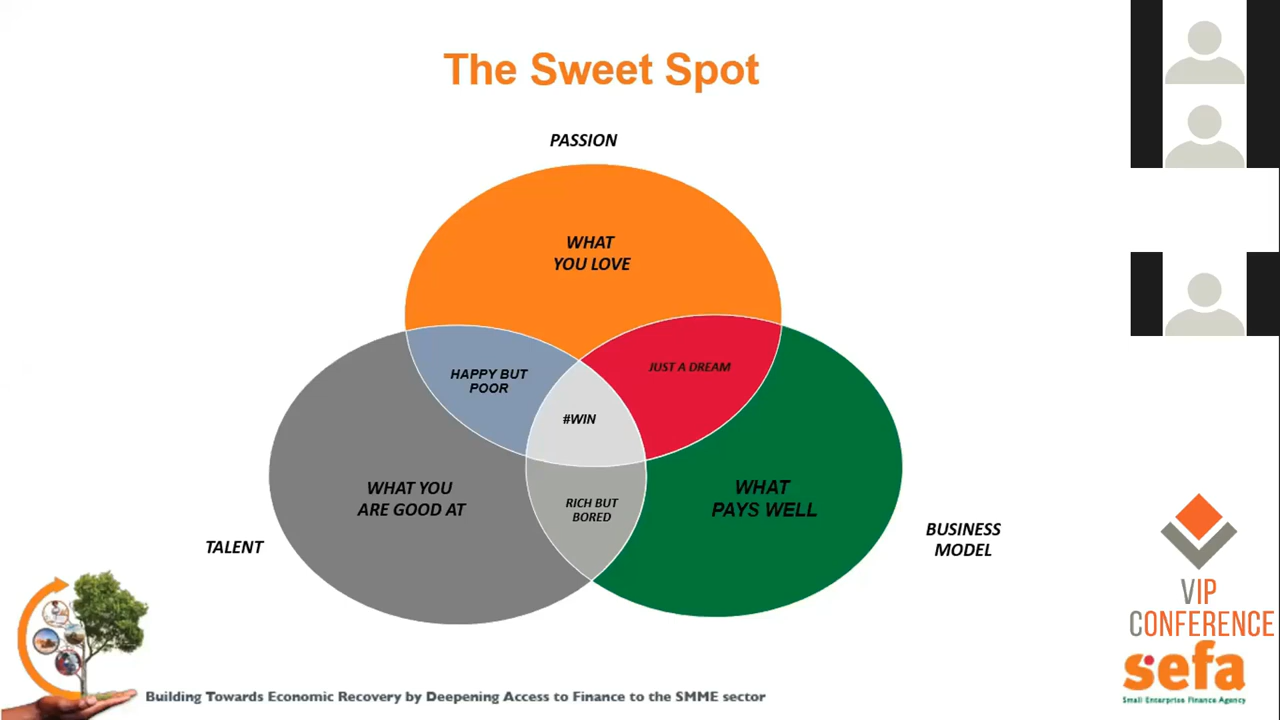 The Sweet Spot
PASSION
WHAT
YOU LOVE
HAPPY BUT
POOR
JUST A DREAM
#WIN
WHAT YOU
ARE GOOD AT
RICH BUT
BORED
WHAT
PAYS WELL
TALENT
BUSINESS
MODEL
VIP
CONFERENCE
sefa
Small Enterprise Finance Agency
Building Towards Economic Recovery by Deepening Access to Finance to the SMME sector